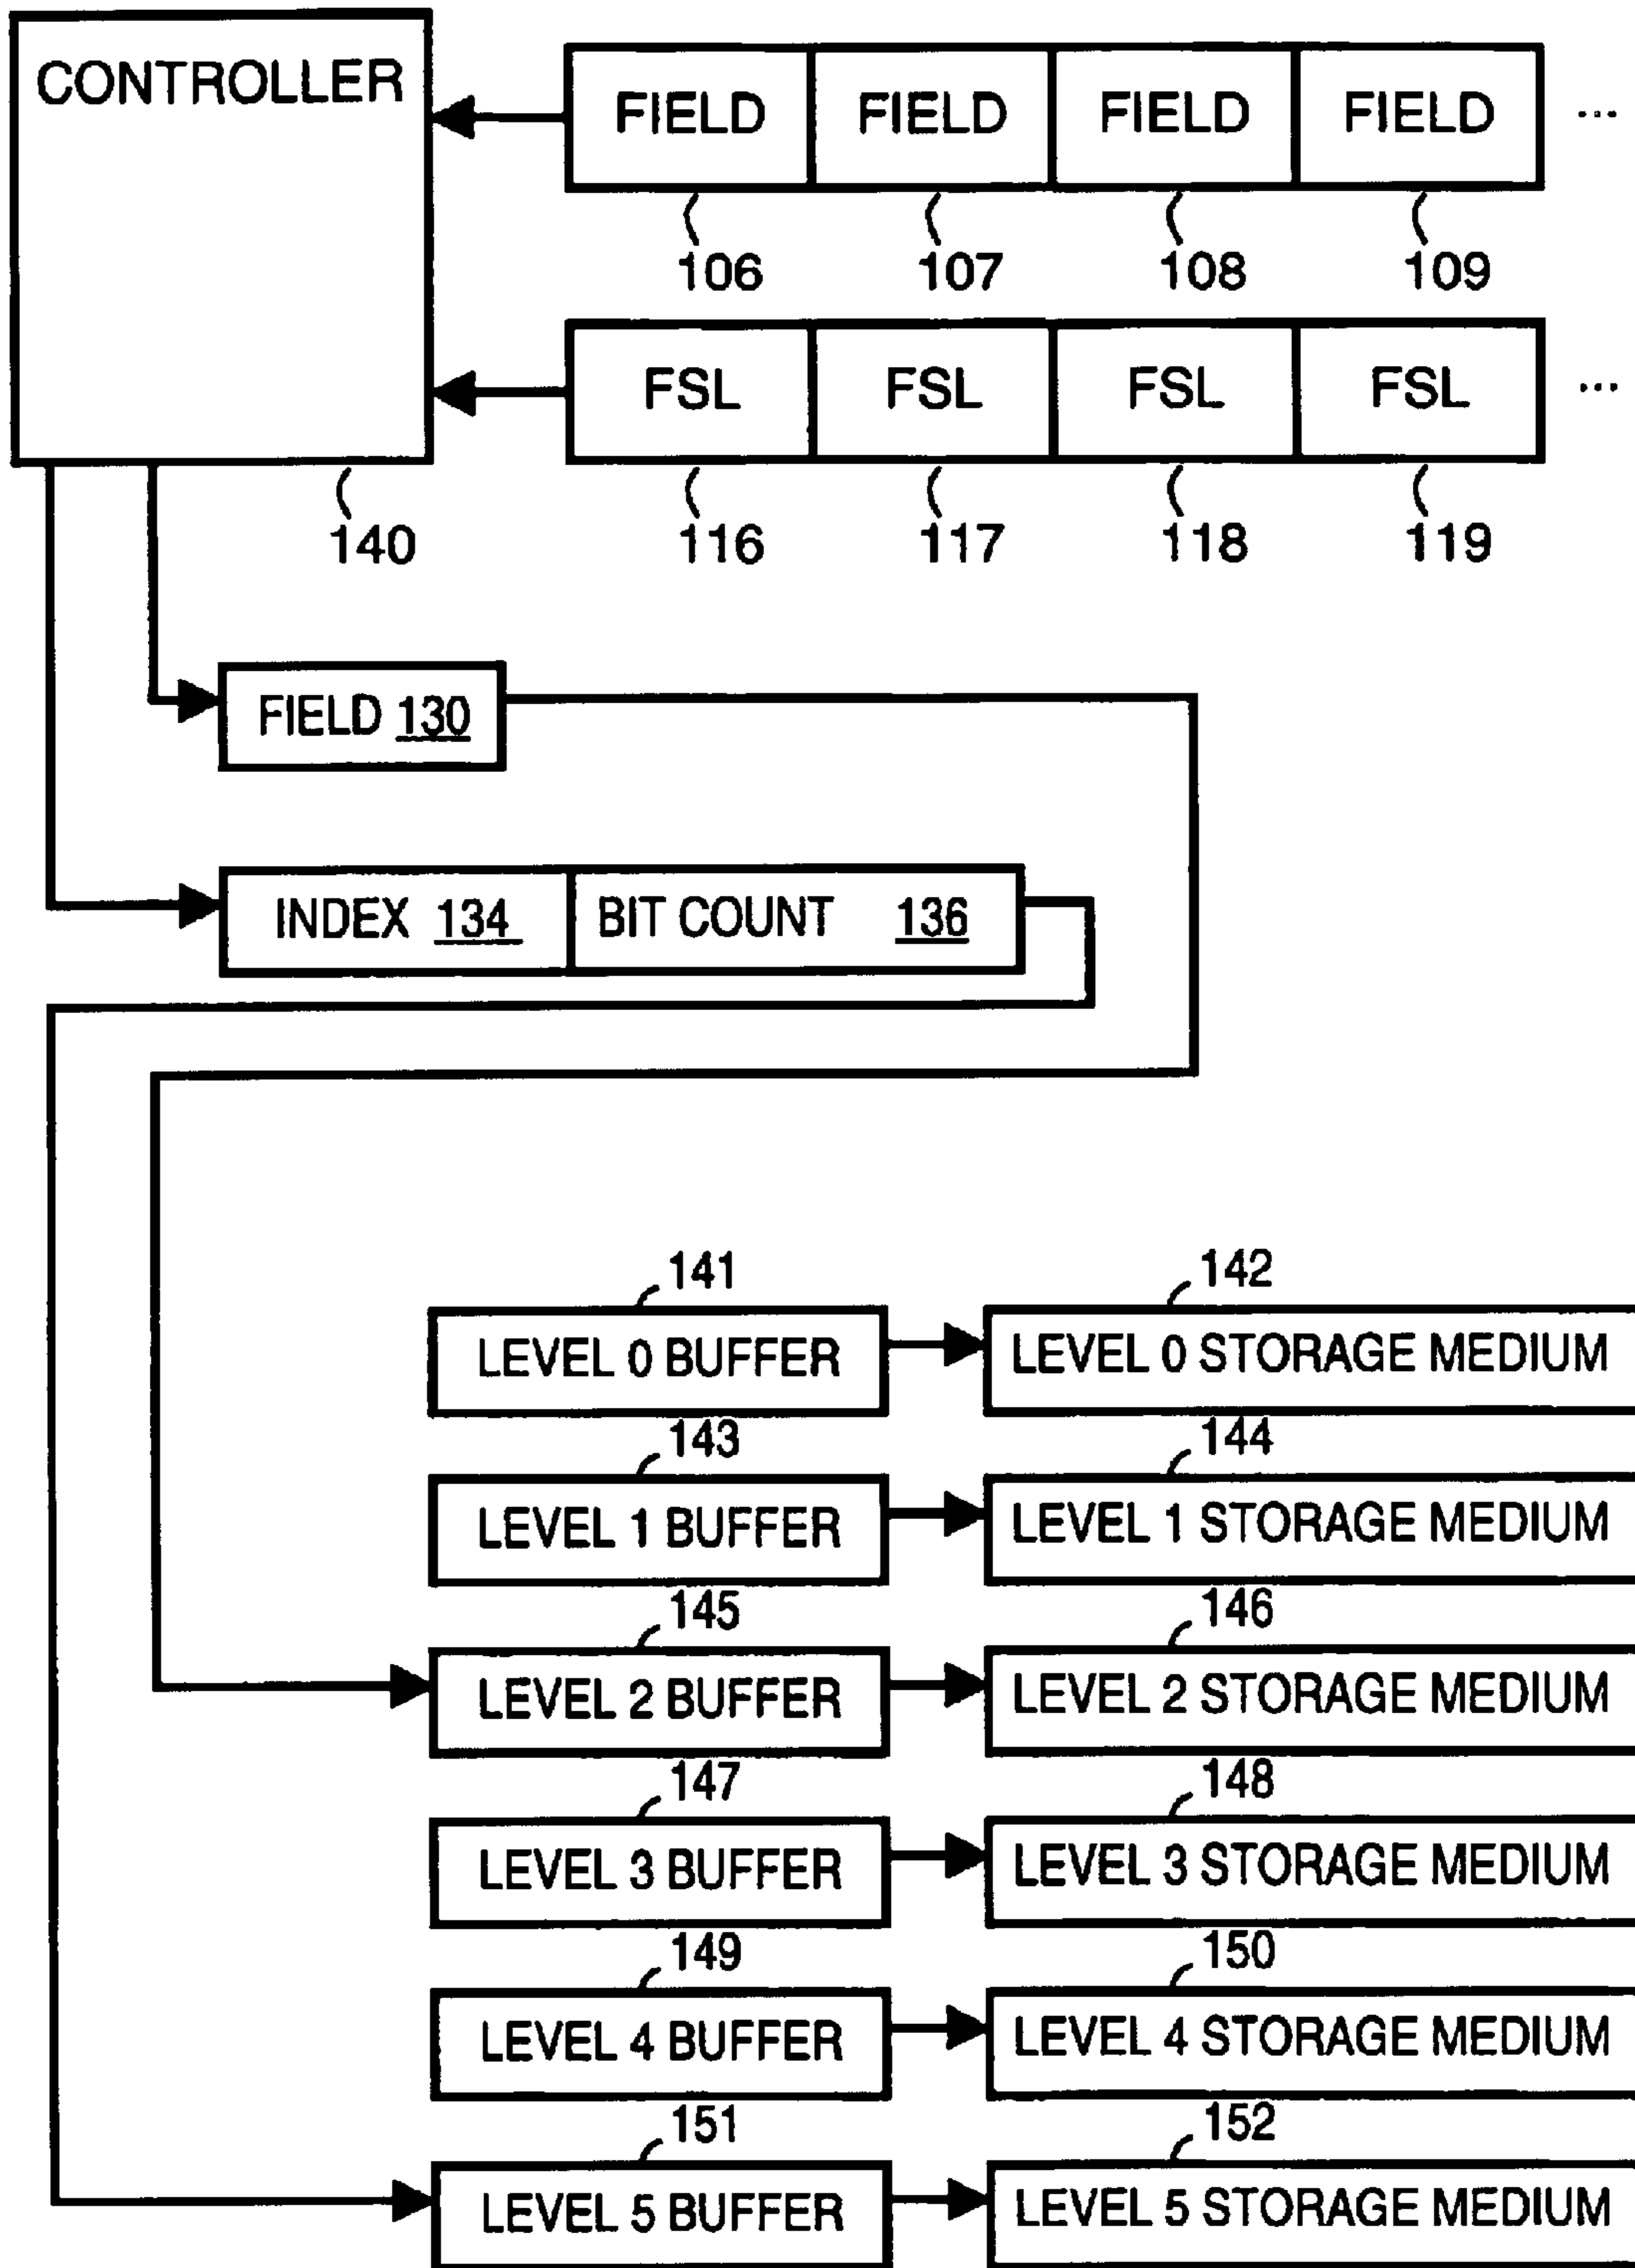 CONTROLLER
FIELD FIELD FIELD FIELD ...
106 107 108 109
FSL FSL FSL FSL ...
140 116 117 118 119
FIELD 130
INDEX 134 BIT COUNT 136
141 142
LEVEL 0 BUFFER LEVEL 0 STORAGE MEDIUM
143 144
LEVEL 1 BUFFER LEVEL 1 STORAGE MEDIUM
145 146
LEVEL 2 BUFFER LEVEL 2 STORAGE MEDIUM
147 148
LEVEL 3 BUFFER LEVEL 3 STORAGE MEDIUM
149 150
LEVEL 4 BUFFER LEVEL 4 STORAGE MEDIUM
151 152
LEVEL 5 BUFFER LEVEL 5 STORAGE MEDIUM